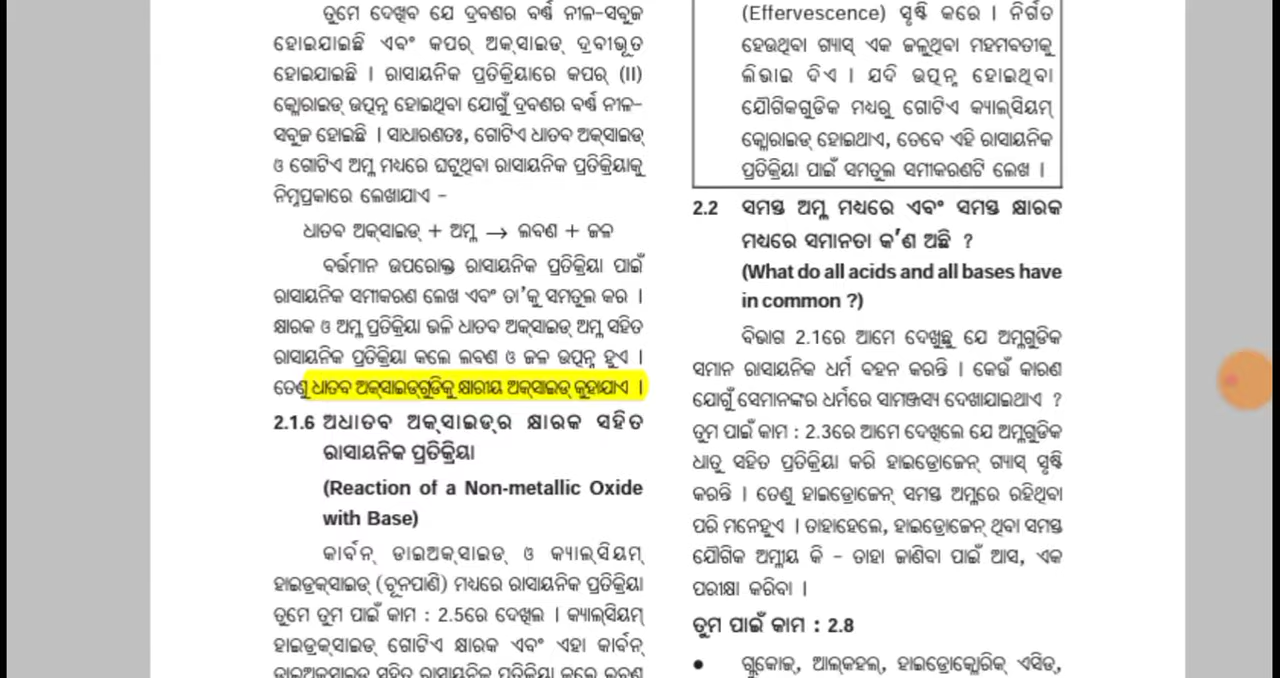 ତୁମେ ଦେଖିବ ଯେ ଦ୍ରବଣର ବର୍ଣ୍ଣ ନୀଳ-ସବୁଜ
ହୋଇଯାଇଛି ଏବଂ କପର୍ ଅକ୍‌ସାଇଡ୍ ଦ୍ରବୀଭୂତ
ହୋଇଯାଇଛି । ରାସାୟନିକ ପ୍ରତିକ୍ରିୟାରେ କପର୍ (II)
କ୍ଲୋରାଇଡ୍ ଉତ୍ପନ୍ନ ହୋଇଥିବା ଯୋଗୁଁ ଦ୍ରବଣର ବର୍ଣ୍ଣ ନୀଳ-
ସବୁଜ ହୋଇଛି । ସାଧାରଣତଃ, ଗୋଟିଏ ଧାତବ ଅକ୍‌ସାଇଡ୍
ଓ ଗୋଟିଏ ଅମ୍ଳ ମଧ୍ୟରେ ଘଟୁଥିବା ରାସାୟନିକ ପ୍ରତିକ୍ରିୟାକୁ
ନିମ୍ନପ୍ରକାରେ ଲେଖାଯାଏ –
ଧାତବ ଅକ୍‌ସାଇଡ୍ + ଅମ୍ଳ → ଲବଣ + ଜଳ
ବର୍ତ୍ତମାନ ଉପରୋକ୍ତ ରାସାୟନିକ ପ୍ରତିକ୍ରିୟା ପାଇଁ
ରାସାୟନିକ ସମୀକରଣ ଲେଖ ଏବଂ ତା’କୁ ସମତୁଲ କର ।
କ୍ଷାରକ ଓ ଅମ୍ଳ ପ୍ରତିକ୍ରିୟା ଭଳି ଧାତବ ଅକ୍‌ସାଇଡ୍ ଅମ୍ଳ ସହିତ
ରାସାୟନିକ ପ୍ରତିକ୍ରିୟା କଲେ ଲବଣ ଓ ଜଳ ଉତ୍ପନ୍ନ ହୁଏ ।
ତେଣୁ ଧାତବ ଅକ୍‌ସାଇଡ୍‌ଗୁଡିକୁ କ୍ଷାରୀୟ ଅକ୍‌ସାଇଡ୍ କୁହାଯାଏ ।
2.1.6 ଅଧାତବ ଅକ୍‌ସାଇଡ୍‌ର କ୍ଷାରକ ସହିତ
ରାସାୟନିକ ପ୍ରତିକ୍ରିୟା
(Reaction of a Non-metallic Oxide
with Base)
କାର୍ବନ୍ ଡାଇଅକ୍‌ସାଇଡ୍ ଓ କ୍ୟାଲ୍‌ସିୟମ୍
ହାଇଡ୍ରକ୍‌ସାଇଡ୍ (ଚୂନପାଣି) ମଧ୍ୟରେ ରାସାୟନିକ ପ୍ରତିକ୍ରିୟା
ତୁମେ ତୁମ ପାଇଁ କାମ : 2.5ରେ ଦେଖିଲ । କ୍ୟାଲ୍‌ସିୟମ୍
ହାଇଡ୍ରକ୍‌ସାଇଡ୍ ଗୋଟିଏ କ୍ଷାରକ ଏବଂ ଏହା କାର୍ବନ୍
ଡାଇଅକ୍‌ସାଇଡ୍ ସହିତ ରାସାୟନିକ ପ୍ରତିକ୍ରିୟା କଲେ ଲବଣ
(Effervescence) ସୃଷ୍ଟି କରେ । ନିର୍ଗତ
ହେଉଥିବା ଗ୍ୟାସ୍ ଏକ ଜଳୁଥିବା ମହମବତୀକୁ
ଲିଭାଇ ଦିଏ । ଯଦି ଉତ୍ପନ୍ନ ହୋଇଥିବା
ଯୌଗିକଗୁଡିକ ମଧ୍ୟରୁ ଗୋଟିଏ କ୍ୟାଲ୍‌ସିୟମ୍
କ୍ଲୋରାଇଡ୍ ହୋଇଥାଏ, ତେବେ ଏହି ରାସାୟନିକ
ପ୍ରତିକ୍ରିୟା ପାଇଁ ସମତୁଲ ସମୀକରଣଟି ଲେଖ ।
2.2 ସମସ୍ତ ଅମ୍ଳ ମଧ୍ୟରେ ଏବଂ ସମସ୍ତ କ୍ଷାରକ
ମଧ୍ୟରେ ସମାନତା କ’ଣ ଅଛି ?
(What do all acids and all bases have
in common ?)
ବିଭାଗ 2.1ରେ ଆମେ ଦେଖୁଛୁ ଯେ ଅମ୍ଳଗୁଡିକ
ସମାନ ରାସାୟନିକ ଧର୍ମ ବହନ କରନ୍ତି । କେଉଁ କାରଣ
ଯୋଗୁଁ ସେମାନଙ୍କର ଧର୍ମରେ ସାମଞ୍ଜସ୍ୟ ଦେଖାଯାଇଥାଏ ?
ତୁମ ପାଇଁ କାମ : 2.3ରେ ଆମେ ଦେଖିଲେ ଯେ ଅମ୍ଳଗୁଡିକ
ଧାତୁ ସହିତ ପ୍ରତିକ୍ରିୟା କରି ହାଇଡ୍ରୋଜେନ୍ ଗ୍ୟାସ୍ ସୃଷ୍ଟି
କରନ୍ତି । ତେଣୁ ହାଇଡ୍ରୋଜେନ୍ ସମସ୍ତ ଅମ୍ଳରେ ରହିଥିବା
ପରି ମନେହୁଏ । ତାହାହେଲେ, ହାଇଡ୍ରୋଜେନ୍ ଥିବା ସମସ୍ତ
ଯୌଗିକ ଅମ୍ଳୀୟ କି – ତାହା ଜାଣିବା ପାଇଁ ଆସ, ଏକ
ପରୀକ୍ଷା କରିବା ।
ତୁମ ପାଇଁ କାମ : 2.8
● ଗ୍ଲୁକୋଜ୍, ଆଲ୍‌କହଲ୍, ହାଇଡ୍ରୋକ୍ଲୋରିକ୍ ଏସିଡ୍,